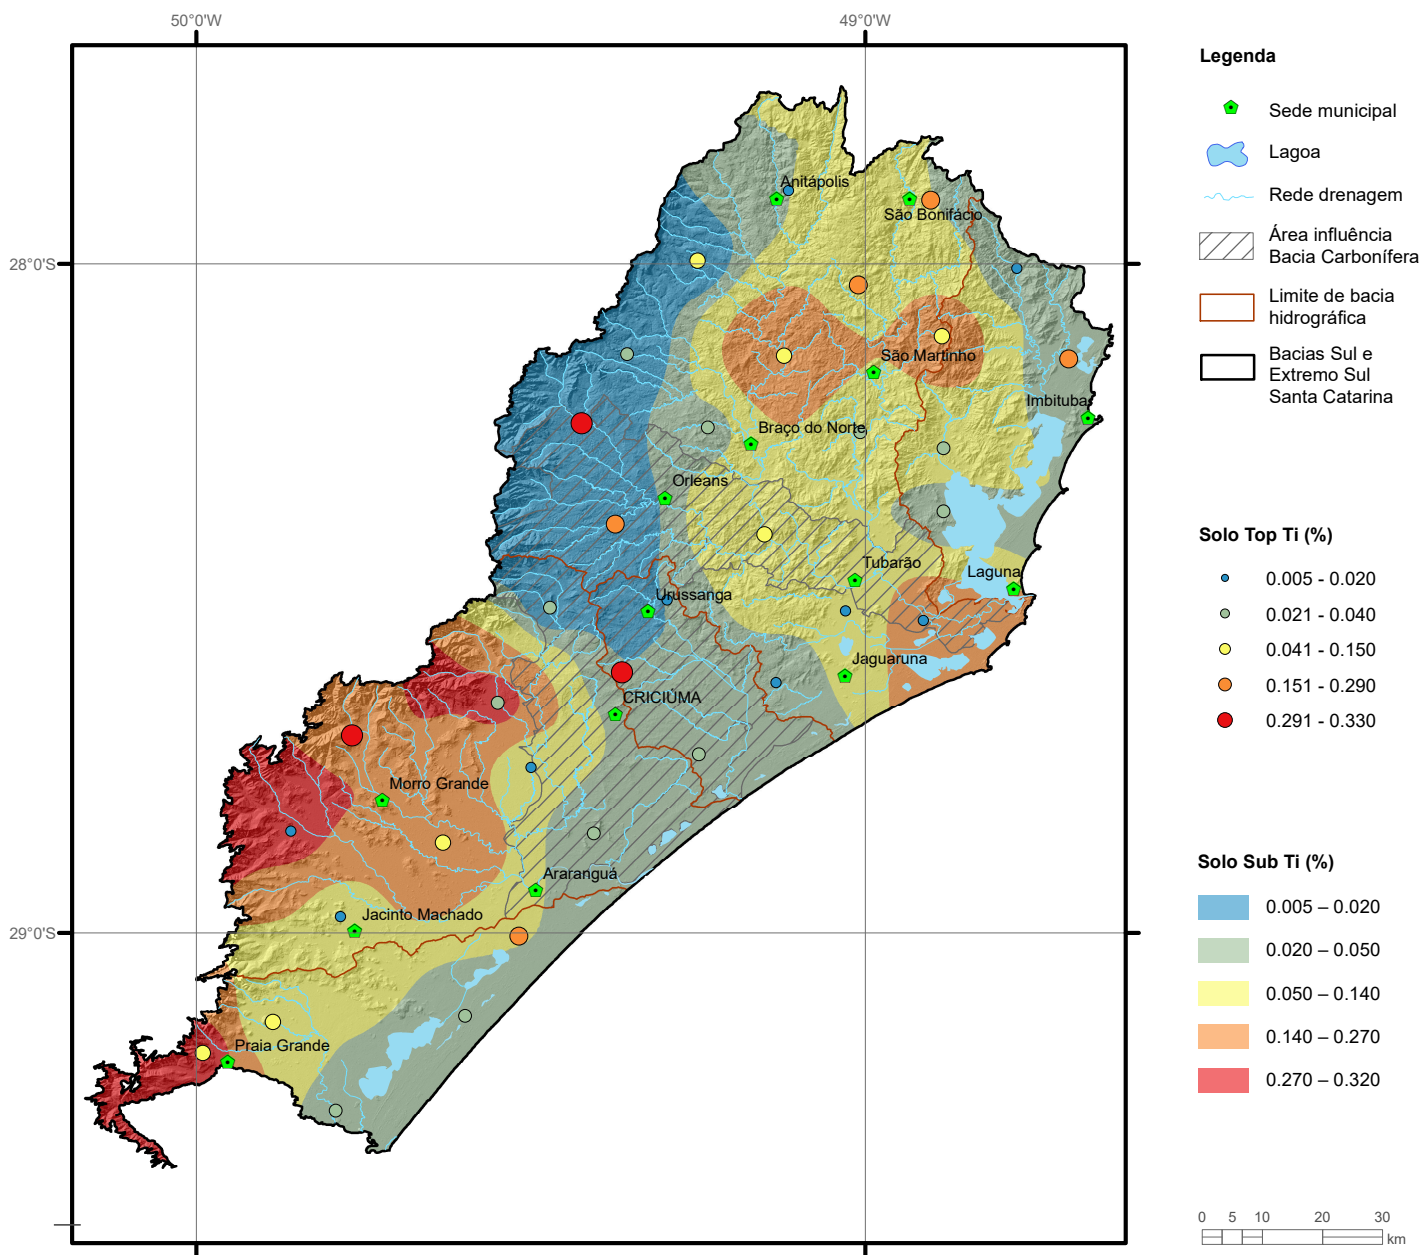 50°0'W
49°0'W
28°0'S
29°0'S
Anitápolis
São Bonifácio
São Martinho
Imbituba
Braço do Norte
Orleans
Tubarão
Laguna
Urussanga
Jaguaruna
CRICIÚMA
Morro Grande
Araranguá
Jacinto Machado
Praia Grande
Legenda
Sede municipal
Lagoa
Rede drenagem
Área influência
Bacia Carbonífera
Limite de bacia
hidrográfica
Bacias Sul e
Extremo Sul
Santa Catarina
Solo Top Ti (%)
0.005 - 0.020
0.021 - 0.040
0.041 - 0.150
0.151 - 0.290
0.291 - 0.330
Solo Sub Ti (%)
0.005 – 0.020
0.020 – 0.050
0.050 – 0.140
0.140 – 0.270
0.270 – 0.320
0 5 10 20 30
km